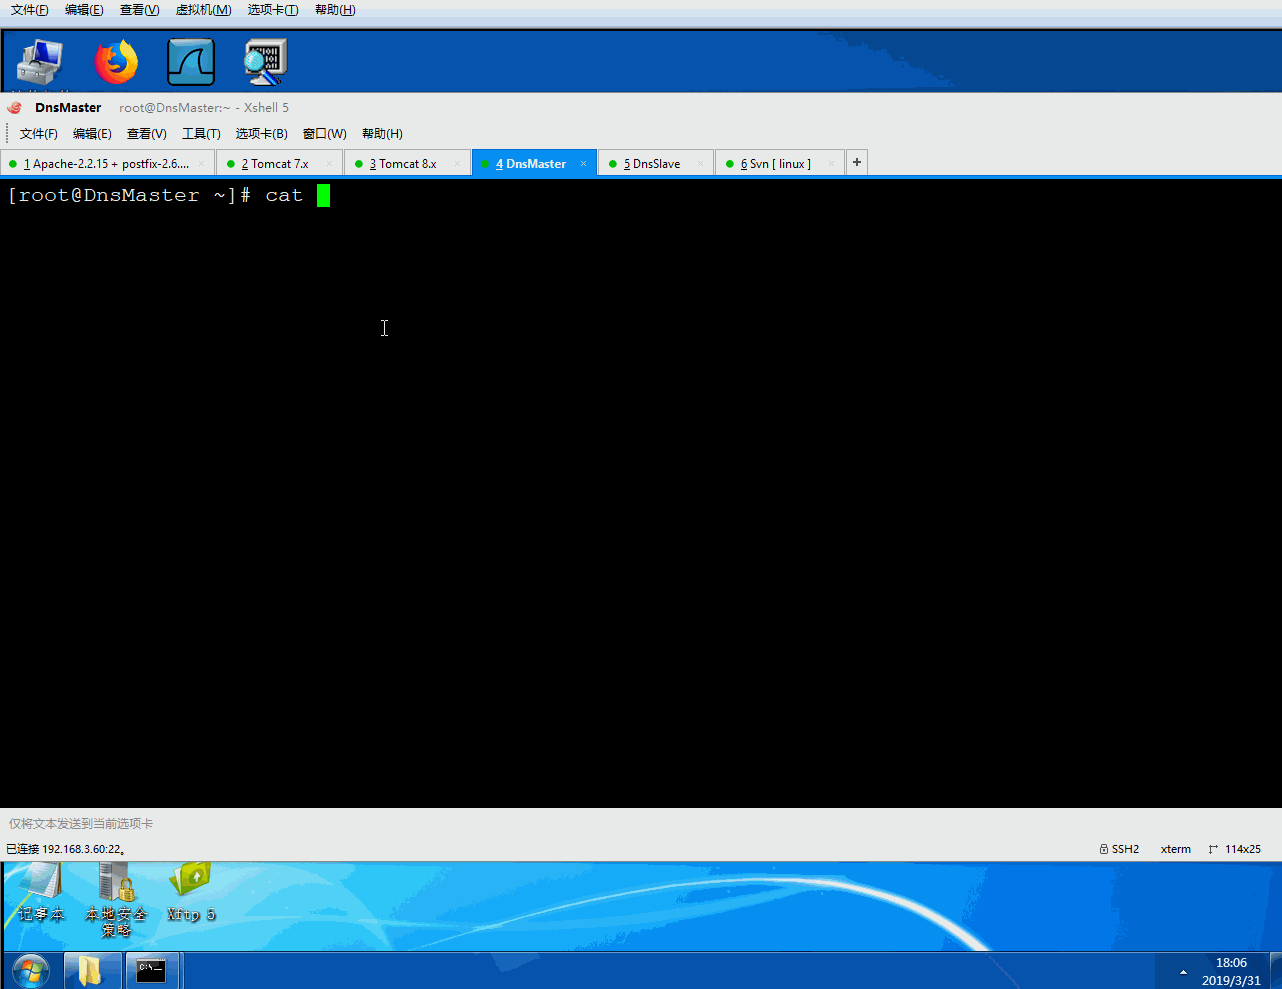 文件(F) 编辑(E) 查看(V) 虚拟机(M) 选项卡(T) 帮助(H)
DnsMaster root@DnsMaster:~ - Xshell 5
文件(F) 编辑(E) 查看(V) 工具(T) 选项卡(B) 窗口(W) 帮助(H)
1 Apache-2.2.15 + postfix-2.6.... × 2 Tomcat 7.x × 3 Tomcat 8.x × 4 DnsMaster × 5 DnsSlave × 6 Svn [ linux ] × +
[root@DnsMaster ~]# cat
仅将文本发送到当前选项卡
已连接 192.168.3.60:22。 SSH2 xterm 114x25
记事本 本地安全策略 Xftp 5
C:\
18:06
2019/3/31